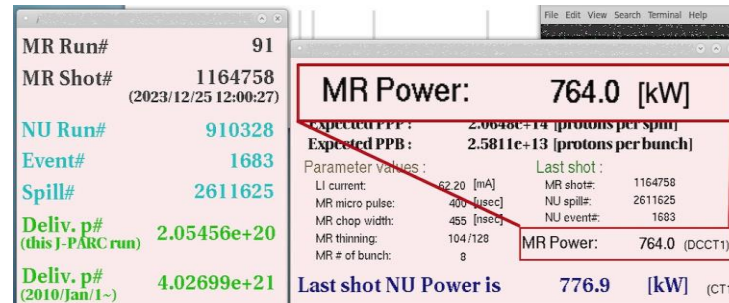 File Edit View Search Terminal Help
MR Run# 91
MR Shot# 1164758
(2023/12/25 12:00:27)
NU Run# 910328
Event# 1683
Spill# 2611625
Deliv. p#
(this J-PARC run) 2.05456e+20
Deliv. p#
(2010/Jan/1~) 4.02699e+21
MR Power: 764.0 [kW]
Expected PPP : 2.0648e+14 [protons per spill]
Expected PPB : 2.5811e+13 [protons per bunch]
Parameter values :
LI current: 62.20 [mA]
MR micro pulse: 400 [usec]
MR chop width: 455 [nsec]
MR thinning: 104/128
MR # of bunch: 8
Last shot :
MR shot#: 1164758
NU spill#: 2611625
NU event#: 1683
MR Power: 764.0 (DCCT1)
Last shot NU Power is 776.9 [kW] (CT1